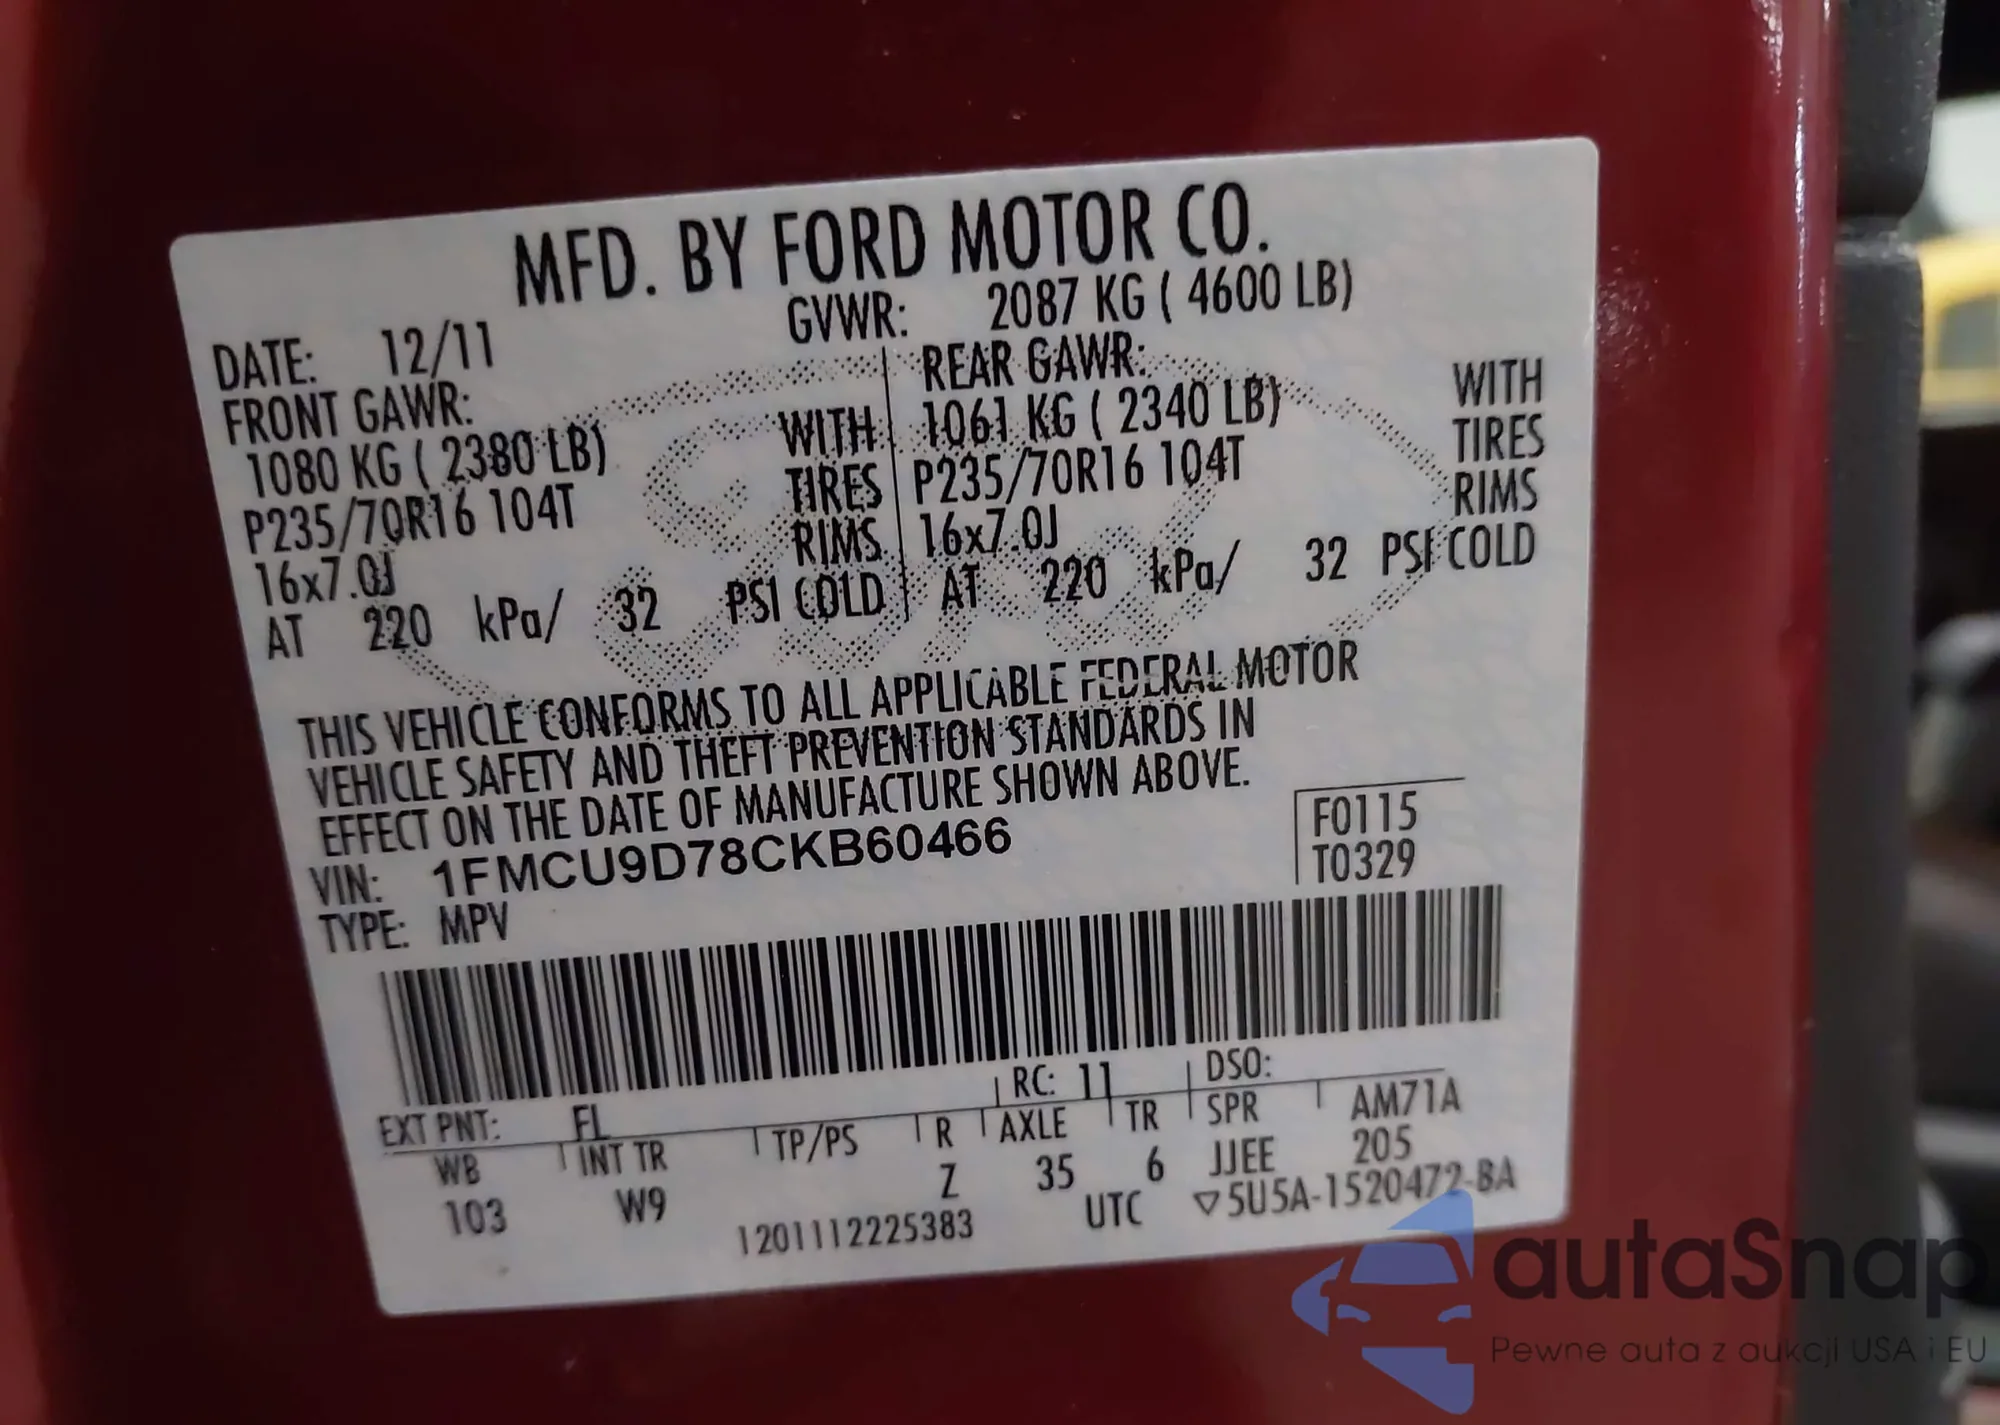 MFD. BY FORD MOTOR CO.
DATE: 12/11 GVWR: 2087 KG ( 4600 LB)
FRONT GAWR: REAR GAWR:
1080 KG ( 2380 LB) WITH 1061 KG ( 2340 LB) WITH
P235/70R16 104T TIRES P235/70R16 104T TIRES
16x7.0J RIMS 16x7.0J RIMS
AT 220 kPa/ 32 PSI COLD AT 220 kPa/ 32 PSI COLD
THIS VEHICLE CONFORMS TO ALL APPLICABLE FEDERAL MOTOR
VEHICLE SAFETY AND THEFT PREVENTION STANDARDS IN
EFFECT ON THE DATE OF MANUFACTURE SHOWN ABOVE.
VIN: 1FMCU9D78CKB60466 F0115
TYPE: MPV T0329
EXT PNT: FL RC: 11 DSO:
WB INT TR TP/PS R AXLE TR SPR AM71A
103 W9 Z 35 6 JJEE 205
1201112225383 UTC ▽5U5A-1520472-BA
autaSnap
Pewne auta z aukcji USA i EU